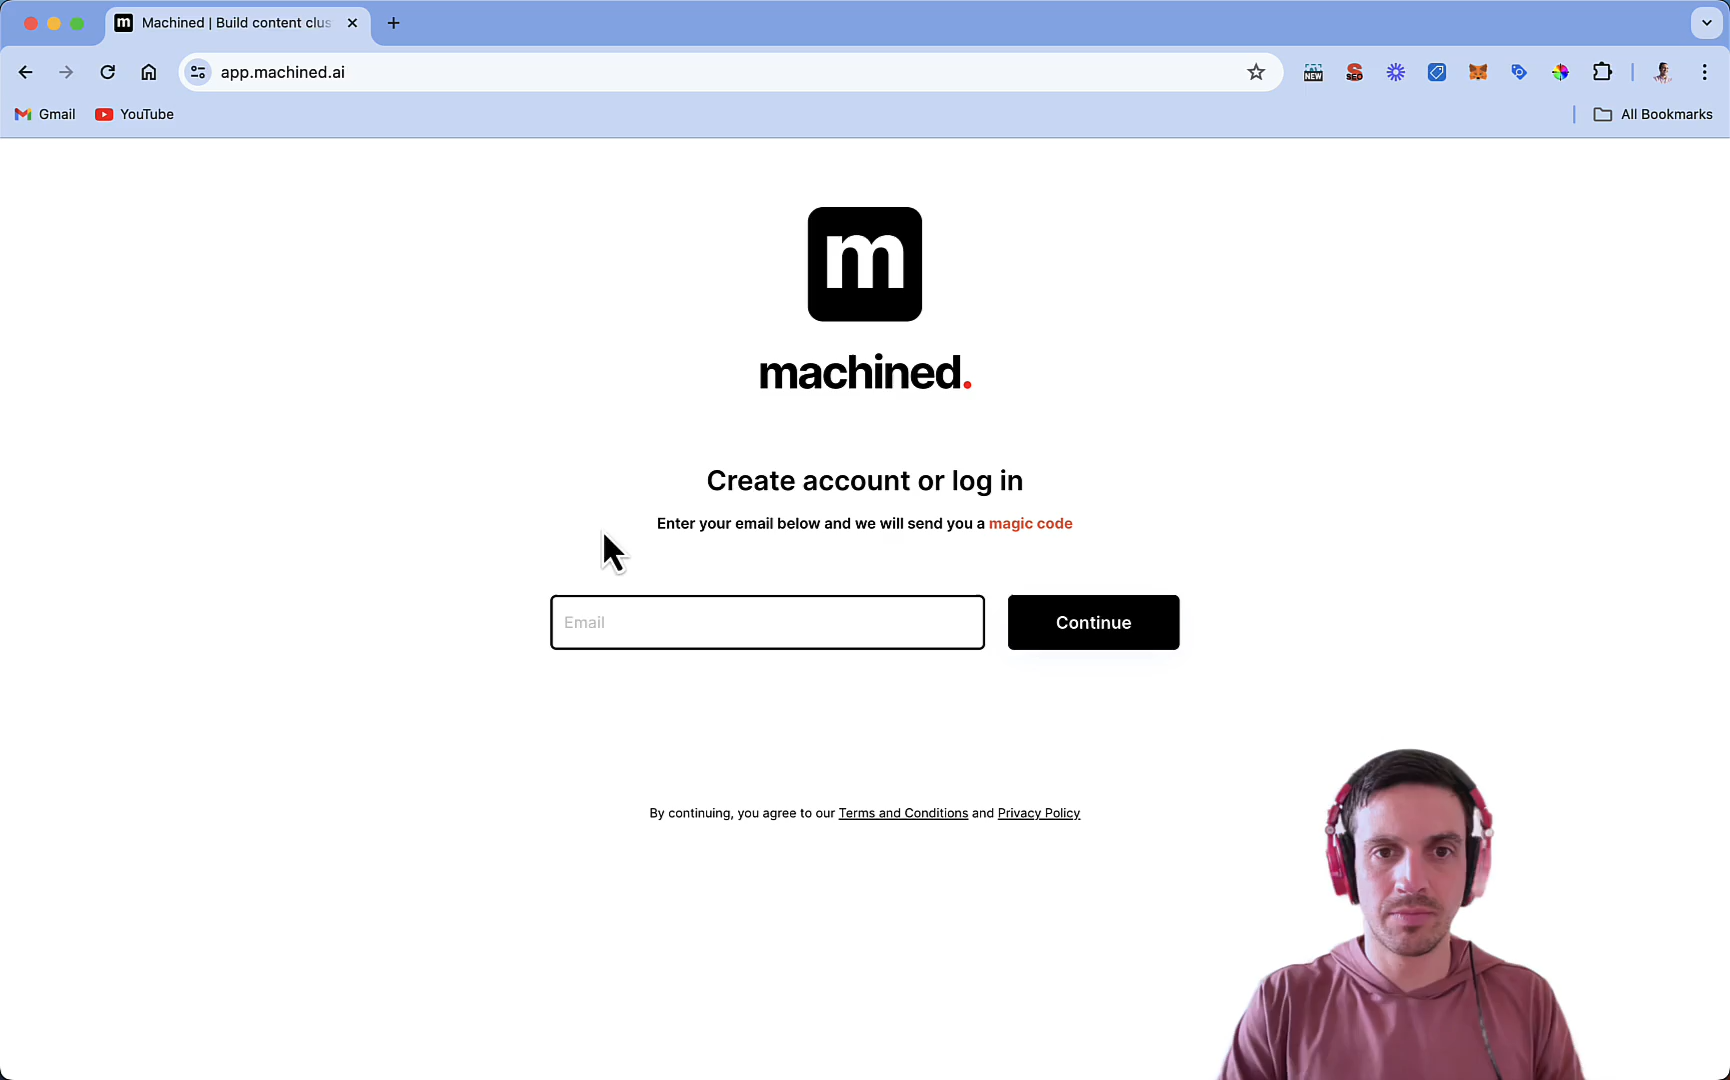 m Machined | Build content clus
app.machined.ai
NEW
SEO
Gmail
YouTube
All Bookmarks
m
machined.
Create account or log in
Enter your email below and we will send you a magic code
Email
Continue
By continuing, you agree to our Terms and Conditions and Privacy Policy